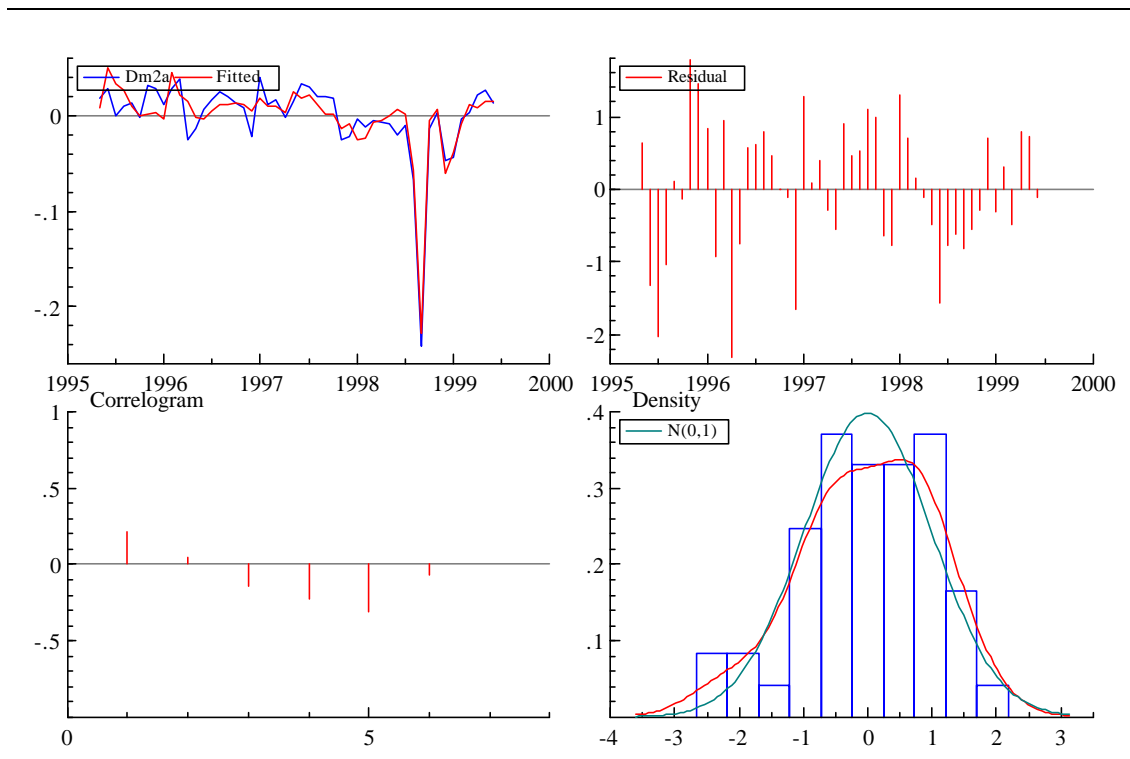 Dm2a Fitted
0
-.1
-.2
1995 1996 1997 1998 1999 2000
Residual
1
0
-1
-2
1995 1996 1997 1998 1999 2000
Correlogram
1
.5
0
-.5
0 5
Density
N(0,1)
.4
.3
.2
.1
-4 -3 -2 -1 0 1 2 3